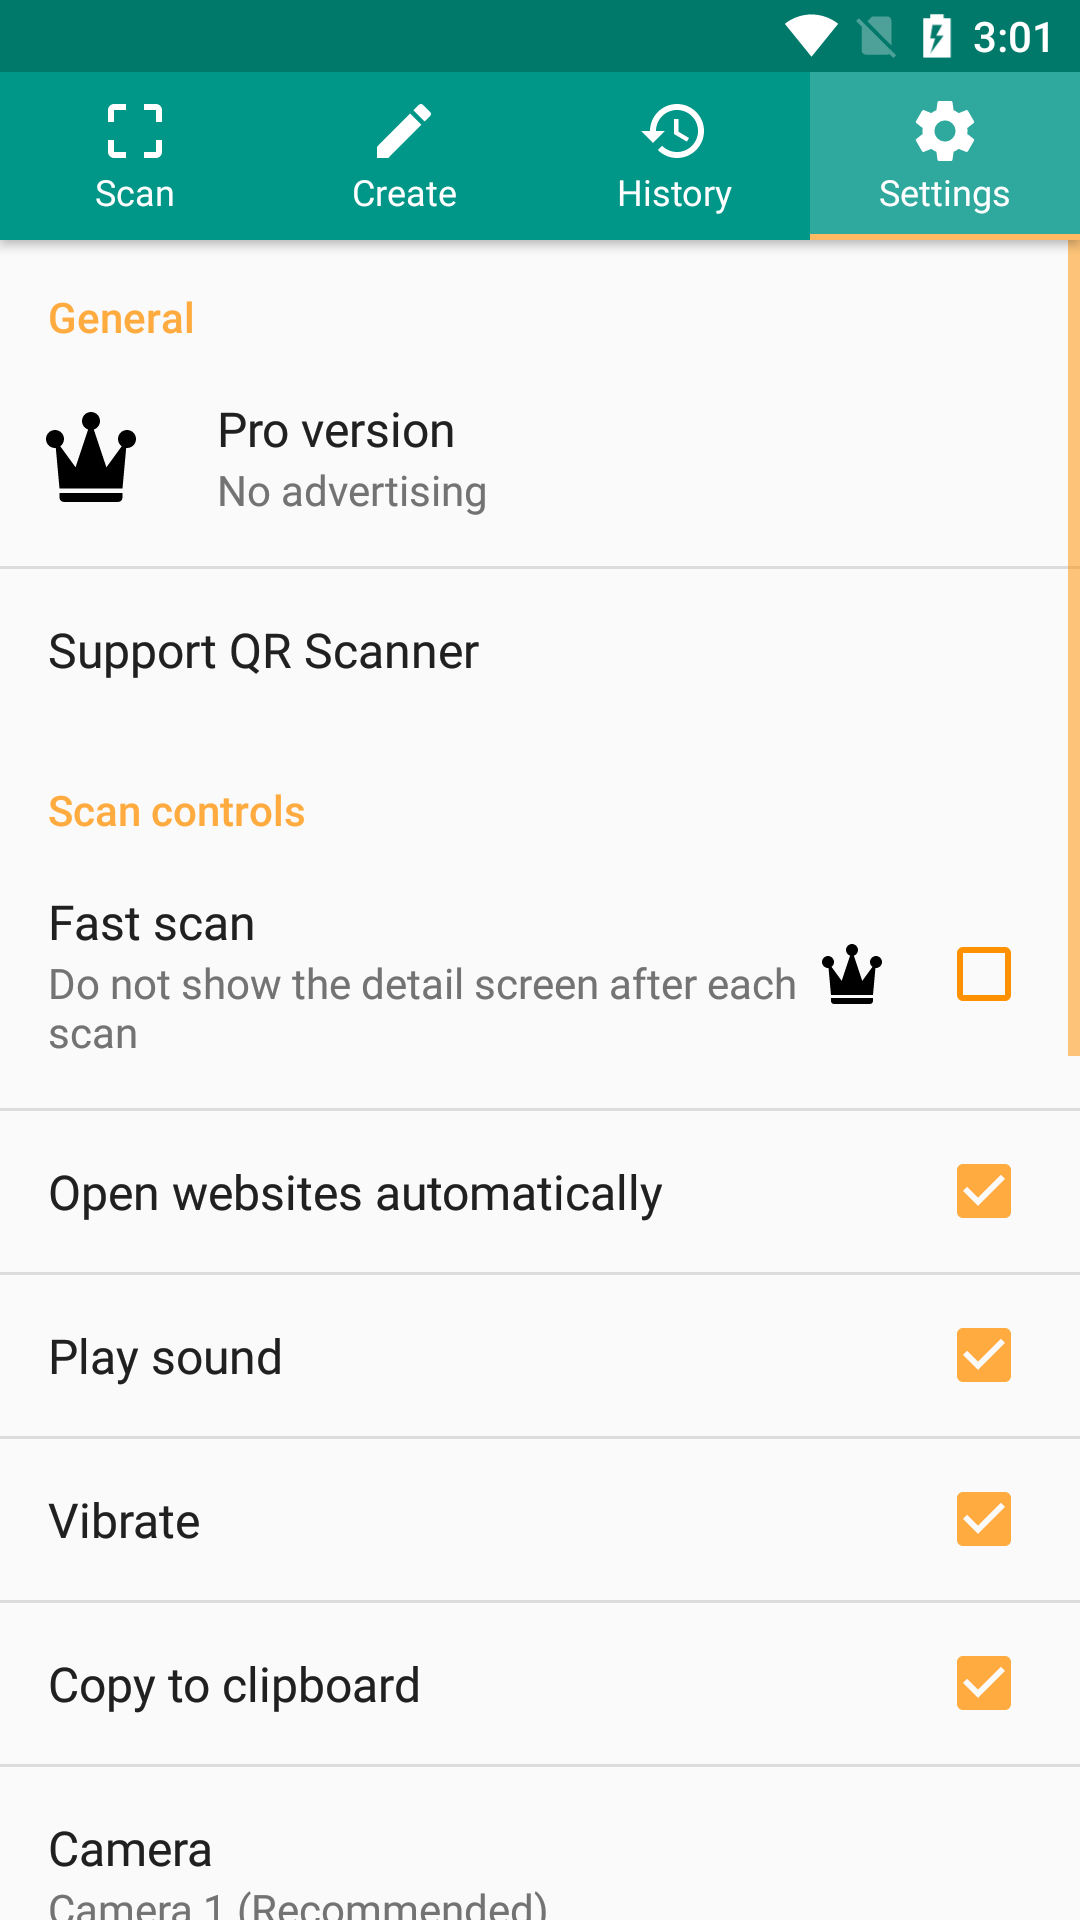 3:01
Scan
Create
History
Settings
General
Pro version
No advertising
Support QR Scanner
Scan controls
Fast scan
Do not show the detail screen after each
scan
Open websites automatically
Play sound
Vibrate
Copy to clipboard
Camera
Camera 1 (Recommended)